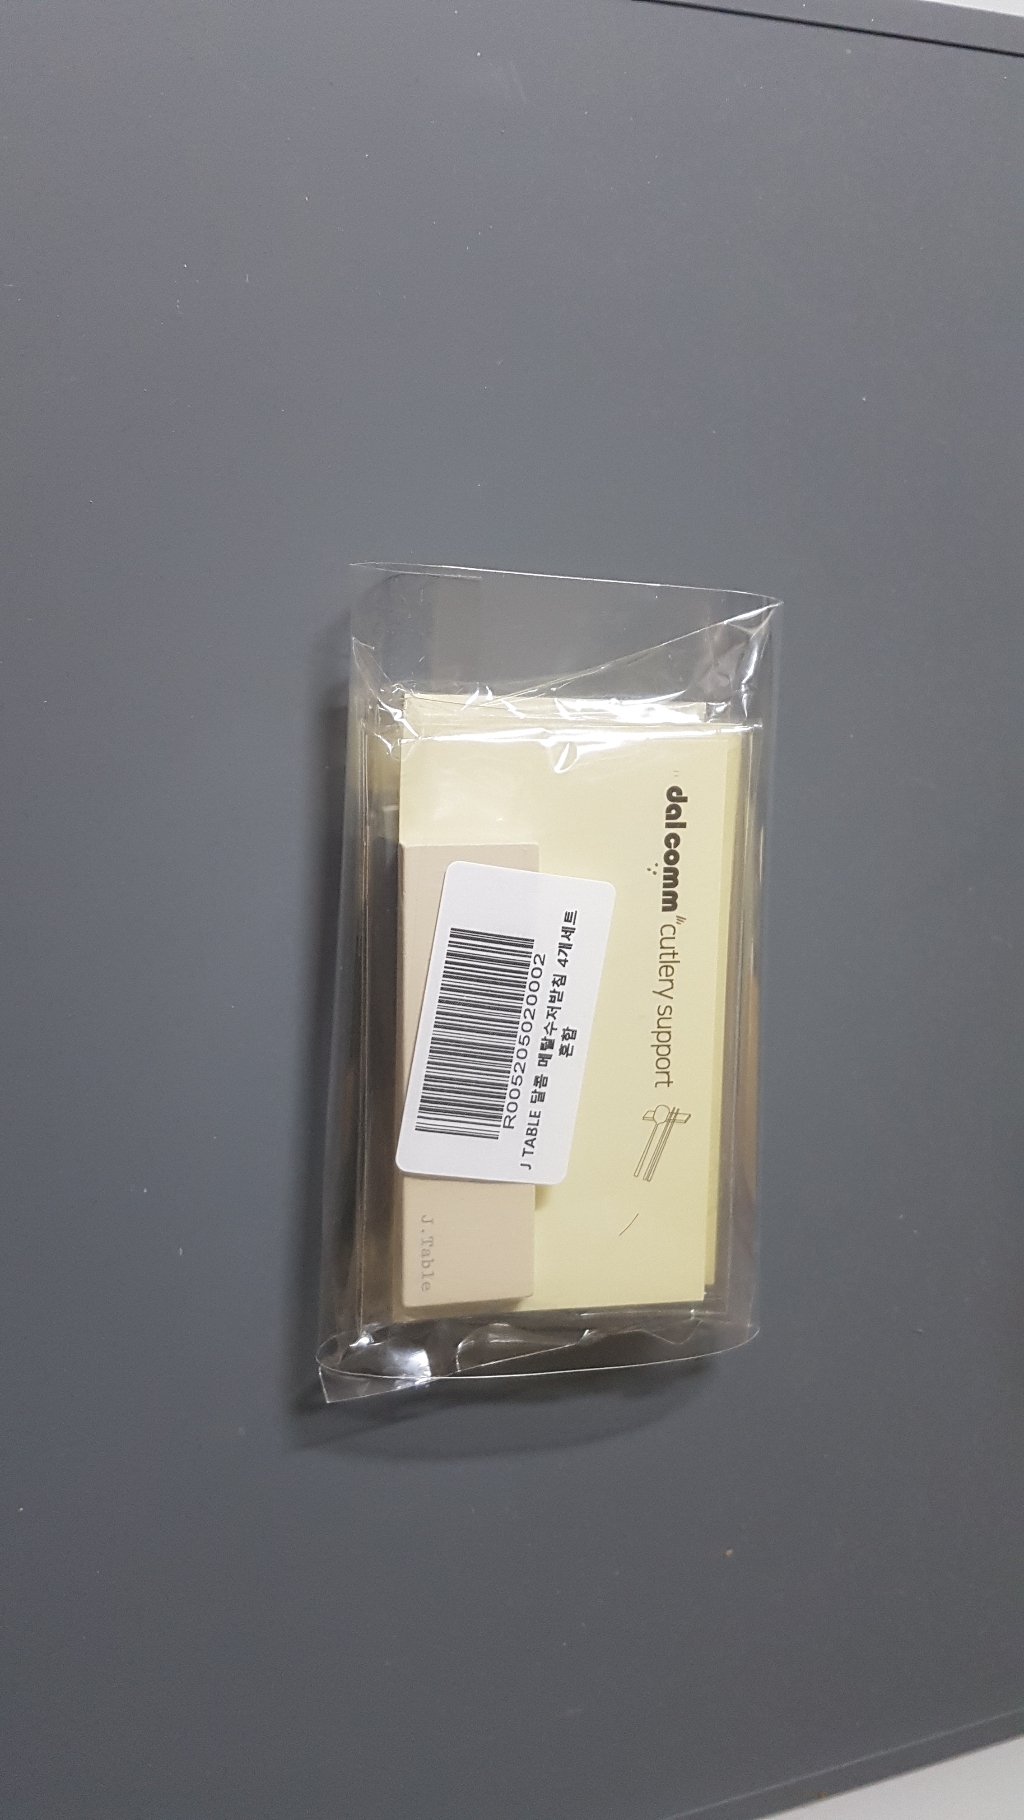 "dalcomm" cutlery support
R005205020002
J TABLE 달콤 메탈수저받침 4개세트
혼합
J.Table